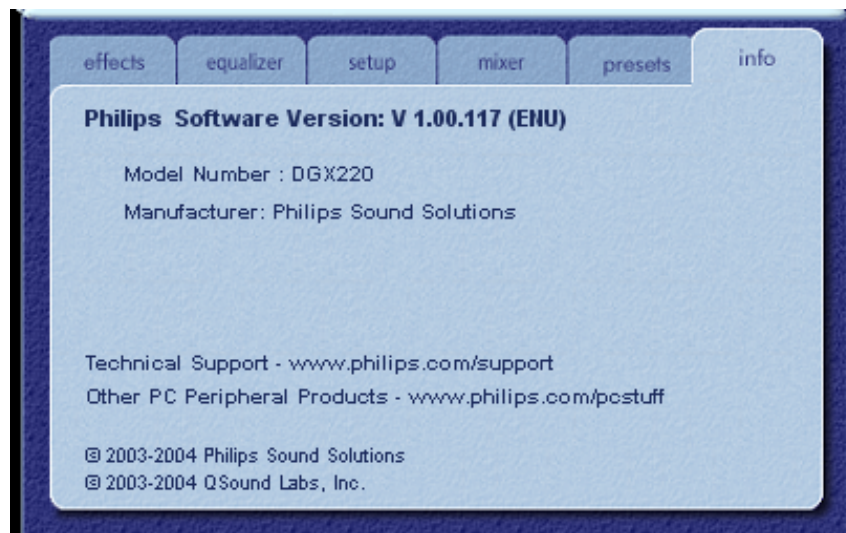 effects equalizer setup mixer presets info
Philips Software Version: V 1.00.117 (ENU)
Model Number : DGX220
Manufacturer: Philips Sound Solutions
Technical Support - www.philips.com/support
Other PC Peripheral Products - www.philips.com/pcstuff
© 2003-2004 Philips Sound Solutions
© 2003-2004 QSound Labs, Inc.